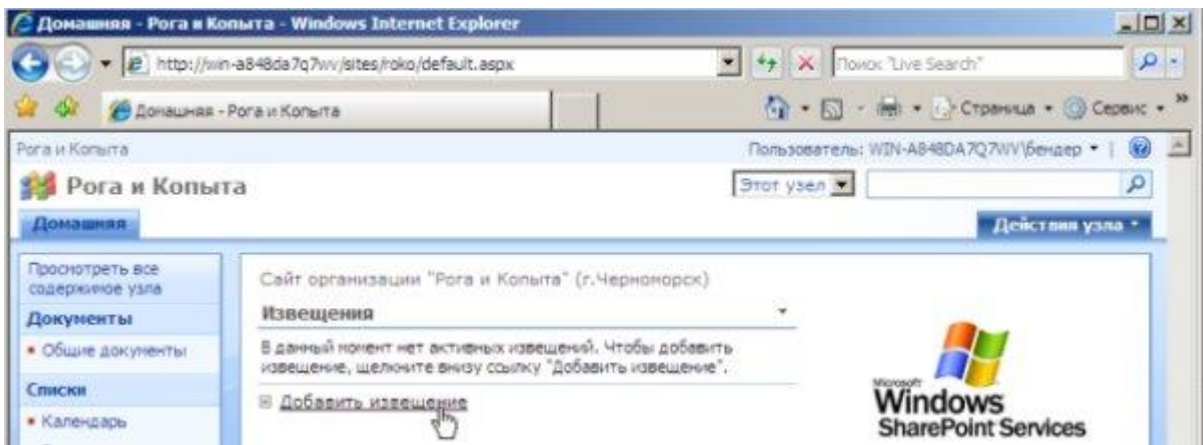 Домашняя - Рога и Копыта - Windows Internet Explorer
http://win-a848da7q7wv/sites/roko/default.aspx
Поиск "Live Search"
Домашняя - Рога и Копыта
Страница
Сервис
Рога и Копыта
Пользователь: WIN-A848DA7Q7WV\бендер
Рога и Копыта
Этот узел
Домашняя
Действия узла
Просмотреть все
содержимое узла
Документы
Общие документы
Списки
Календарь
Сайт организации "Рога и Копыта" (г.Черноморск)
Извещения
В данный момент нет активных извещений. Чтобы добавить
извещение, щелкните внизу ссылку "Добавить извещение".
Добавить извещение
Microsoft
Windows
SharePoint Services